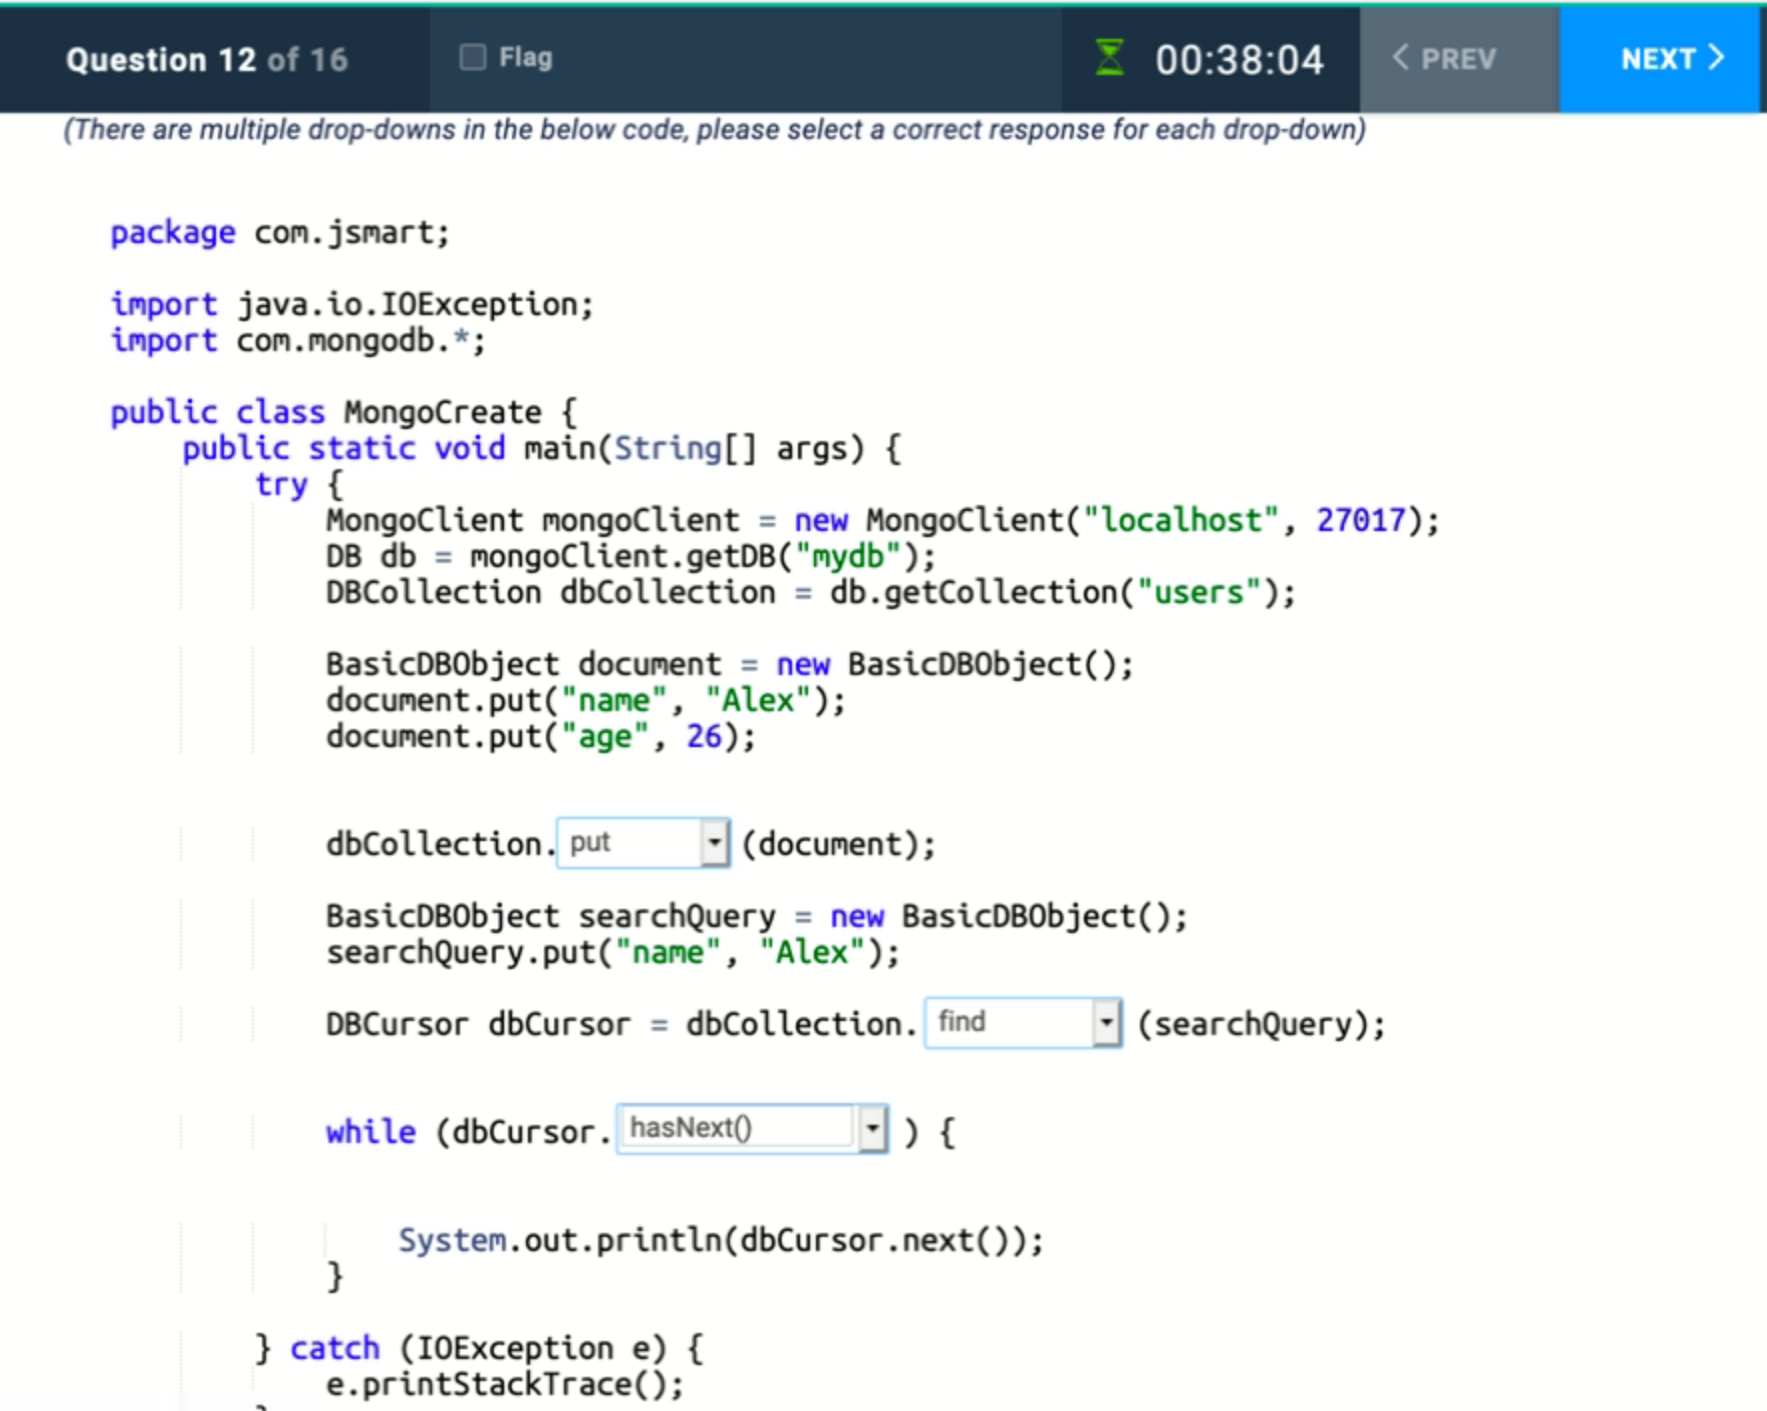 Question 12 of 16 Flag 00:38:04 PREV NEXT
(There are multiple drop-downs in the below code, please select a correct response for each drop-down)
package com.jsmart;
import java.io.IOException;
import com.mongodb.*;
public class MongoCreate {
public static void main(String[] args) {
try {
MongoClient mongoClient = new MongoClient("localhost", 27017);
DB db = mongoClient.getDB("mydb");
DBCollection dbCollection = db.getCollection("users");
BasicDBObject document = new BasicDBObject();
document.put("name", "Alex");
document.put("age", 26);
dbCollection. put (document);
BasicDBObject searchQuery = new BasicDBObject();
searchQuery.put("name", "Alex");
DBCursor dbCursor = dbCollection. find (searchQuery);
while (dbCursor. hasNext() ) {
System.out.println(dbCursor.next());
}
} catch (IOException e) {
e.printStackTrace();